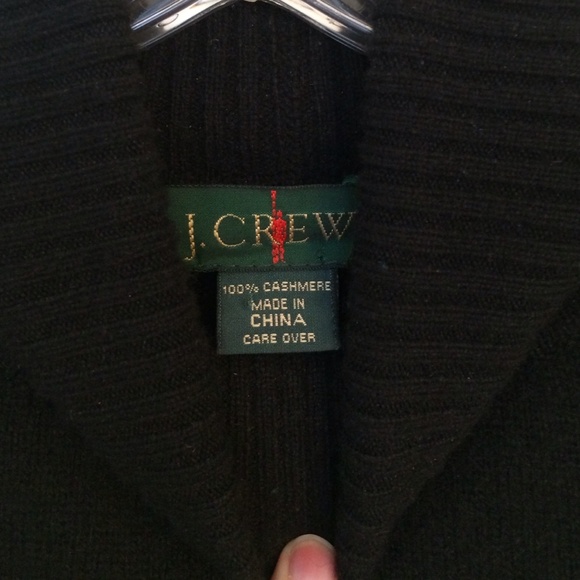 J.CREW
100% CASHMERE
MADE IN
CHINA
CARE OVER